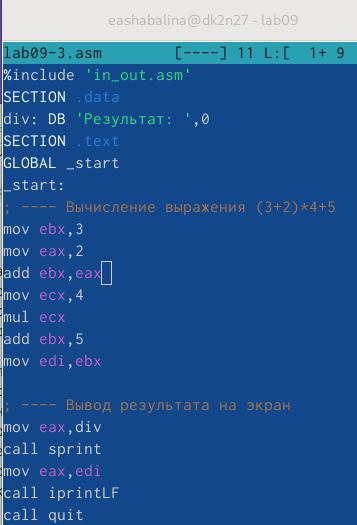 eashabalina@dk2n27 - lab09
lab09-3.asm [----] 11 L:[ 1+ 9
%include 'in_out.asm'
SECTION .data
div: DB 'Результат: ',0
SECTION .text
GLOBAL _start
_start:
; ---- Вычисление выражения (3+2)*4+5
mov ebx,3
mov eax,2
add ebx,eax
mov ecx,4
mul ecx
add ebx,5
mov edi,ebx
; ---- Вывод результата на экран
mov eax,div
call sprint
mov eax,edi
call iprintLF
call quit